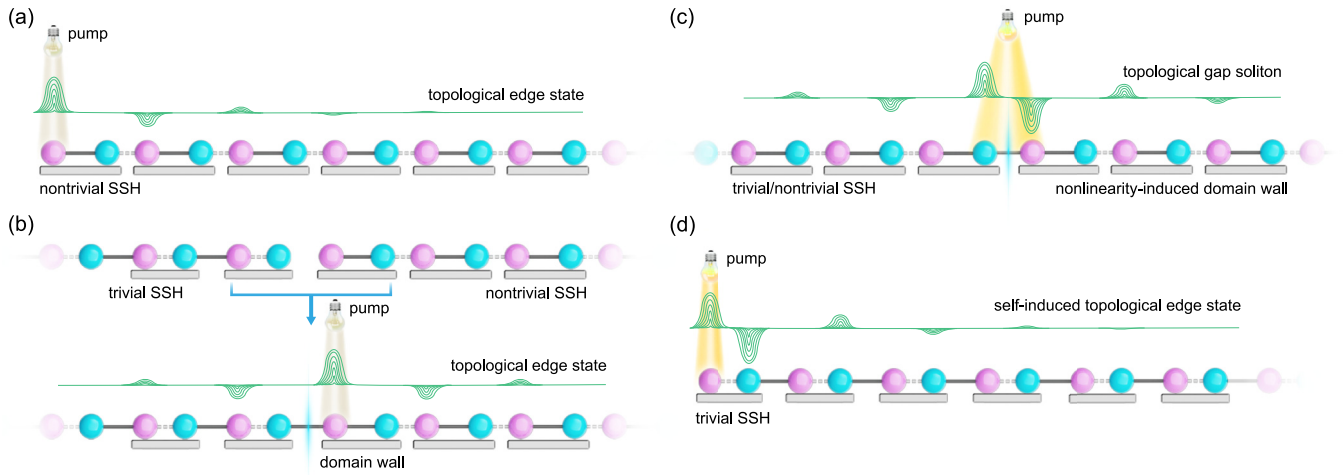 (a)
pump
topological edge state
nontrivial SSH
(b)
trivial SSH
nontrivial SSH
pump
topological edge state
domain wall
(c)
pump
topological gap soliton
trivial/nontrivial SSH
nonlinearity-induced domain wall
(d)
pump
self-induced topological edge state
trivial SSH